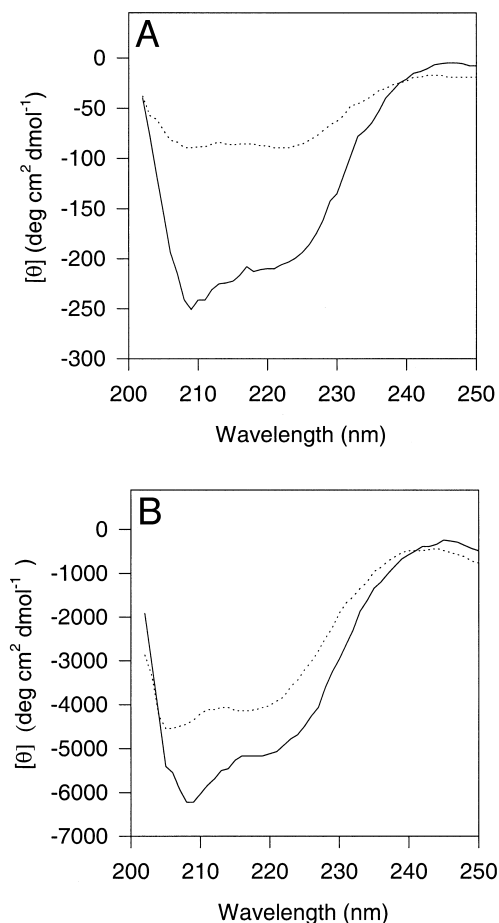 A
0
-50
-100
-150
-200
-250
-300
[θ] (deg cm² dmol⁻¹)
200 210 220 230 240 250
Wavelength (nm)
B
0
-1000
-2000
-3000
-4000
-5000
-6000
-7000
[θ] (deg cm² dmol⁻¹ )
200 210 220 230 240 250
Wavelength (nm)